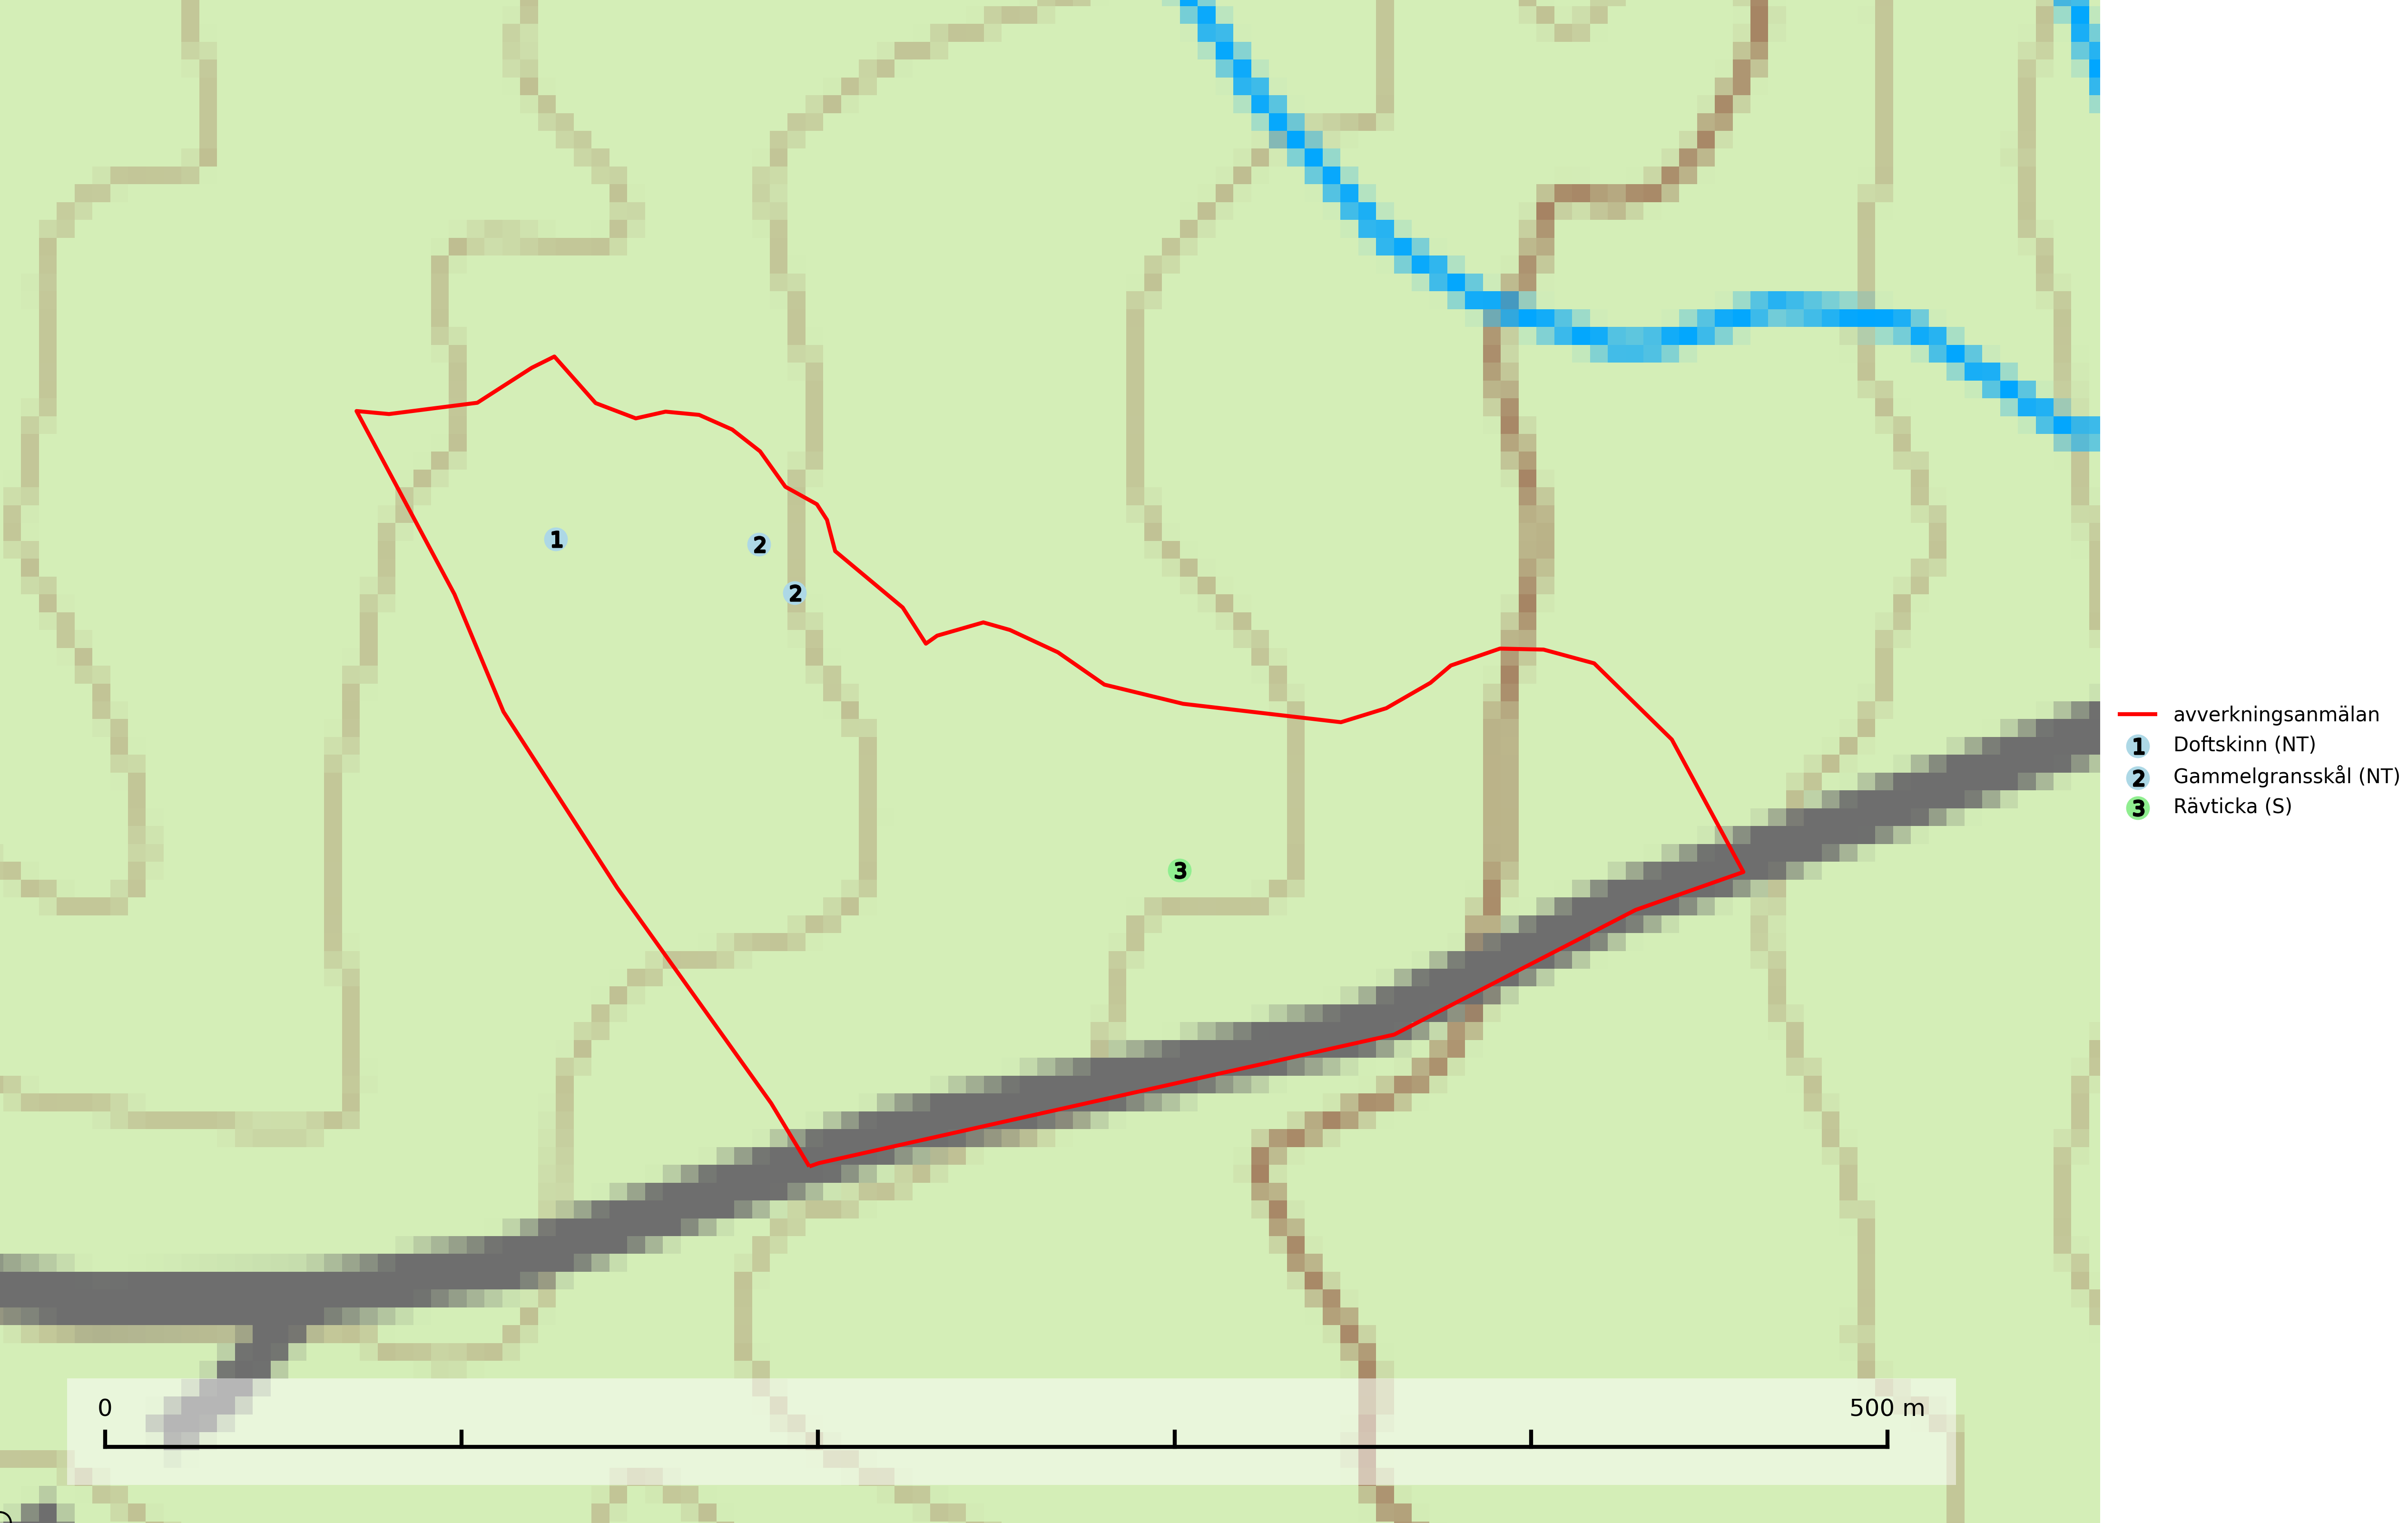 1
2
2
3
avverkningsanmälan
1 Doftskinn (NT)
2 Gammelgransskål (NT)
3 Rävticka (S)
0 500 m